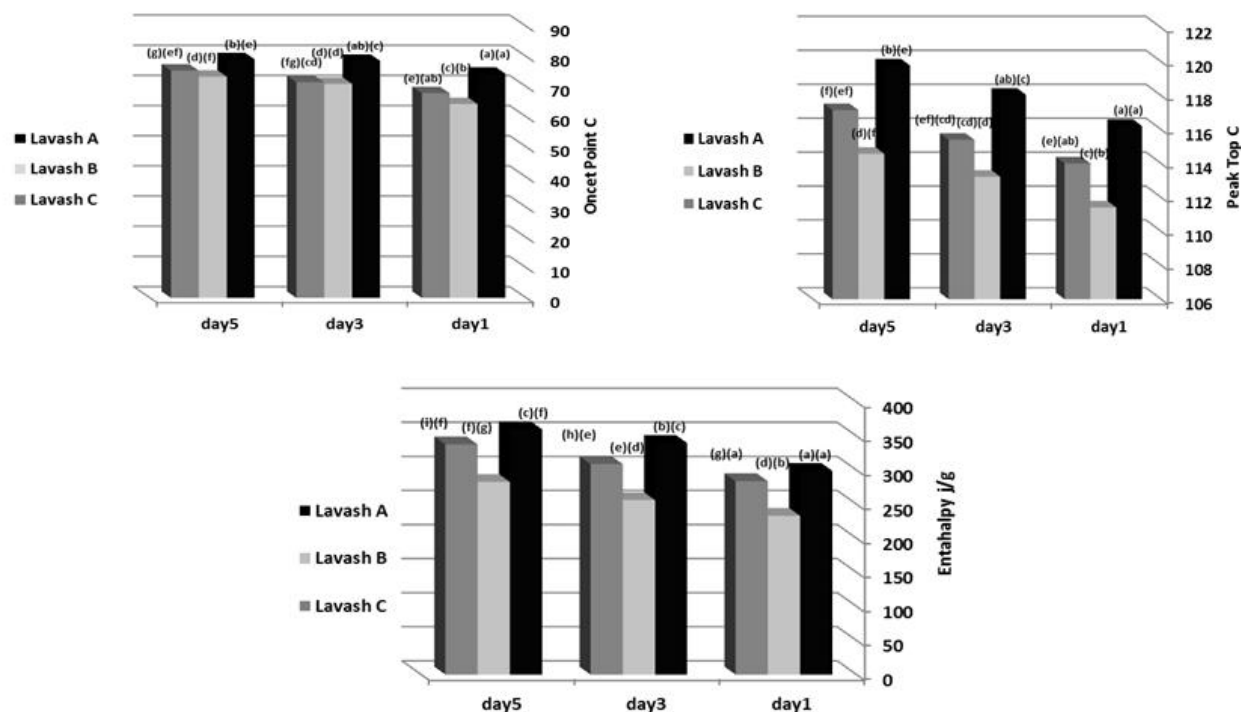 90
80
70
60
50
40
30
20
10
0
Oncet Point C
(g)(ef)
(d)(f)
(b)(e)
(fg)(cd)
(d)(d)
(ab)(c)
(e)(ab)
(c)(b)
(a)(a)
Lavash A
Lavash B
Lavash C
day5 day3 day1
122
120
118
116
114
112
110
108
106
Peak Top C
(f)(ef)
(d)(f
(b)(e)
(ef)(cd)
(cd)(d)
(ab)(c)
(e)(ab)
(c)(b)
(a)(a)
Lavash A
Lavash B
Lavash C
day5 day3 day1
400
350
300
250
200
150
100
50
0
Entahalpy j/g
(i)(f)
(f)(g)
(c)(f)
(h)(e)
(e)(d)
(b)(c)
(g)(a)
(d)(b)
(a)(a)
Lavash A
Lavash B
Lavash C
day5 day3 day1